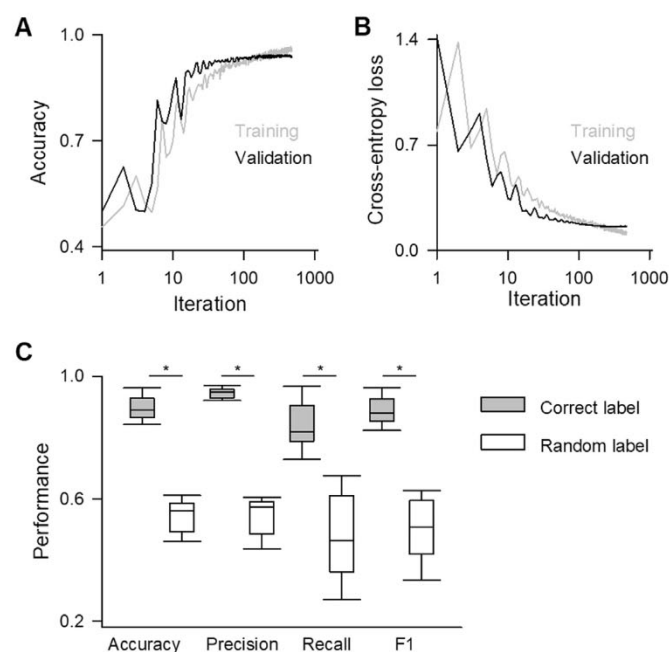 A
Accuracy
1.0
0.7
0.4
Training
Validation
1 10 100 1000
Iteration
B
Cross-entropy loss
1.4
0.7
0.0
Training
Validation
1 10 100 1000
Iteration
C
Performance
1.0
0.6
0.2
* * * *
Accuracy Precision Recall F1
Correct label
Random label